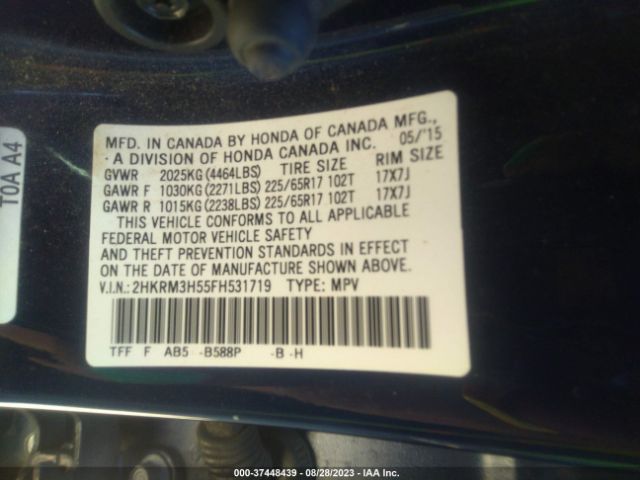 MFD. IN CANADA BY HONDA OF CANADA MFG.,
A DIVISION OF HONDA CANADA INC. 05/'15
GVWR 2025KG(4464LBS) TIRE SIZE RIM SIZE
GAWR F 1030KG(2271LBS) 225/65R17 102T 17X7J
GAWR R 1015KG(2238LBS) 225/65R17 102T 17X7J
THIS VEHICLE CONFORMS TO ALL APPLICABLE
FEDERAL MOTOR VEHICLE SAFETY
AND THEFT PREVENTION STANDARDS IN EFFECT
ON THE DATE OF MANUFACTURE SHOWN ABOVE.
V.I.N.: 2HKRM3H55FH531719 TYPE: MPV
TFF F AB5 -B588P -B -H
T0A A4
000-37448439 - 08/28/2023 - IAA Inc.